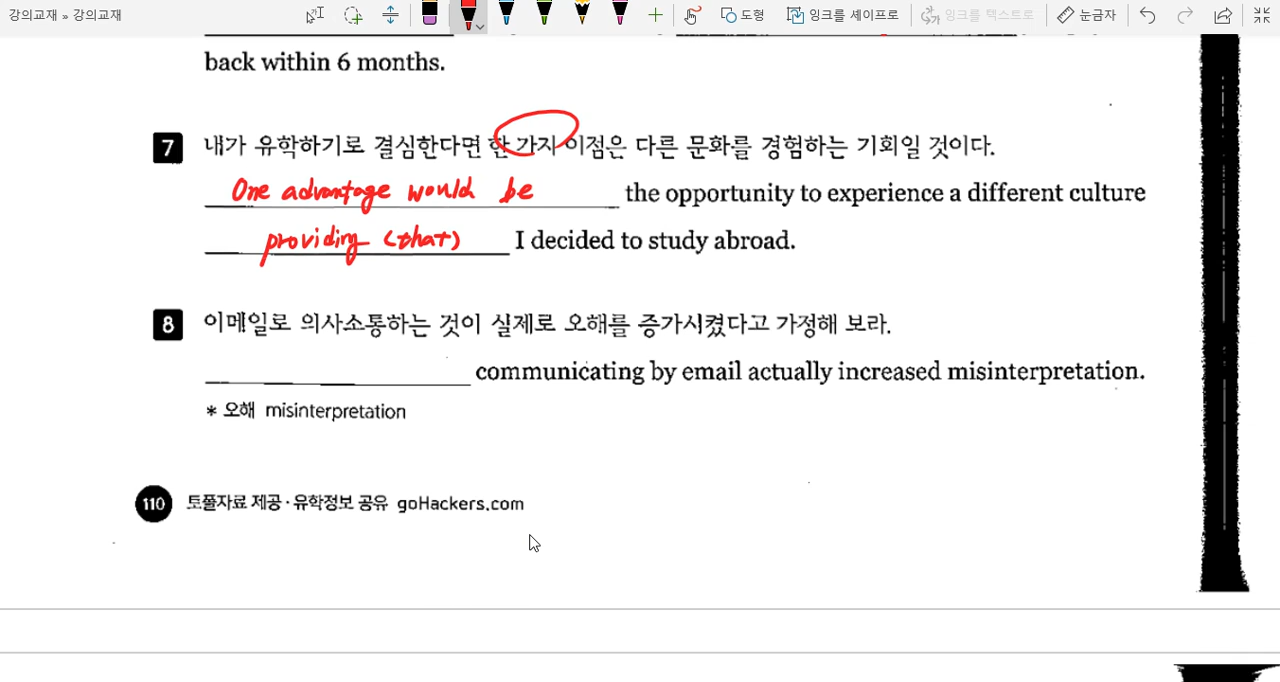 강의교재 » 강의교재
도형
잉크를 셰이프로
잉크를 텍스트로
눈금자
back within 6 months.
7 내가 유학하기로 결심한다면 한 가지 이점은 다른 문화를 경험하는 기회일 것이다.
One advantage would be the opportunity to experience a different culture
providing (that) I decided to study abroad.
8 이메일로 의사소통하는 것이 실제로 오해를 증가시켰다고 가정해 보라.
communicating by email actually increased misinterpretation.
* 오해 misinterpretation
110 토플자료 제공 · 유학정보 공유 goHackers.com